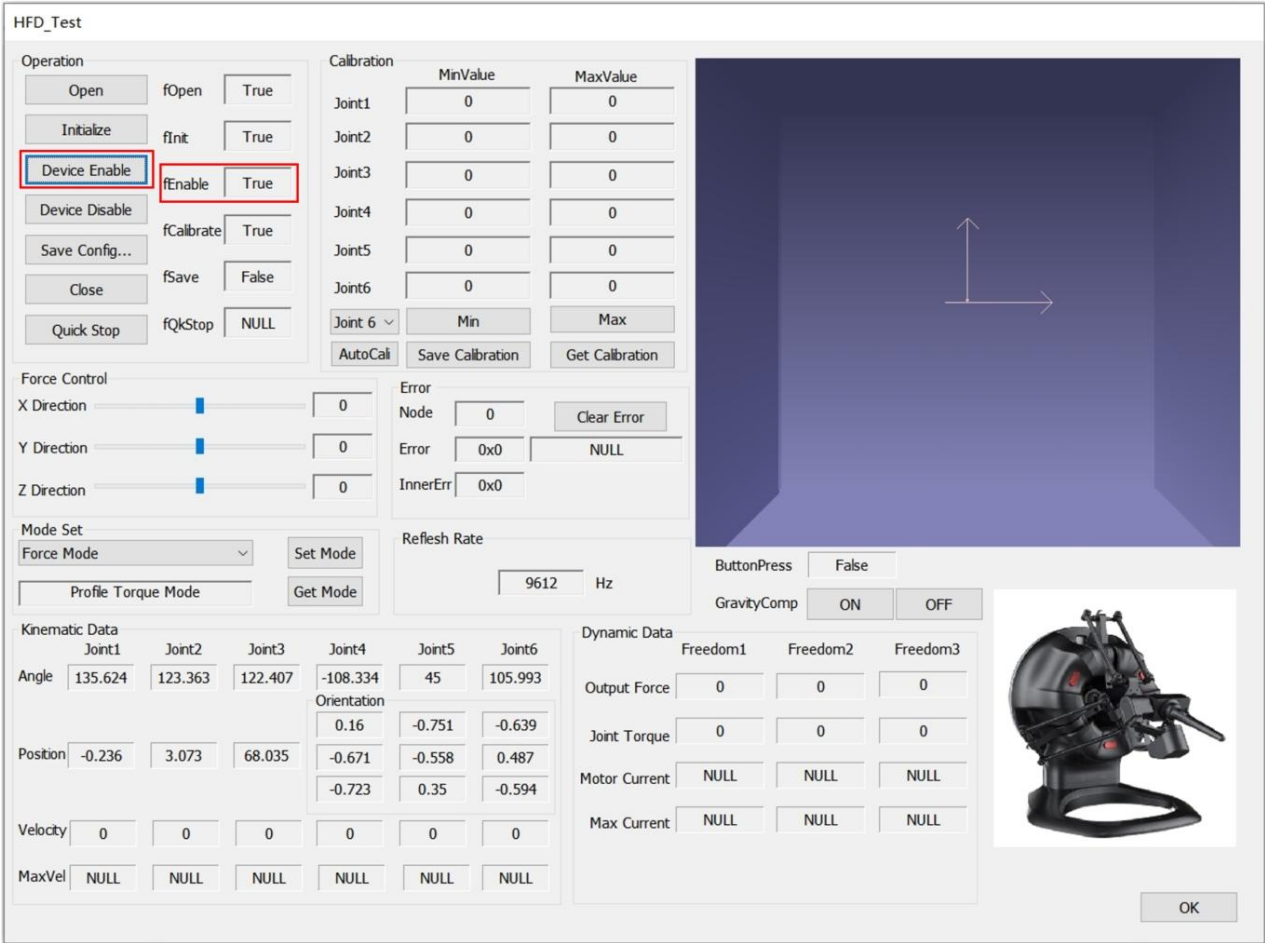 HFD_Test
Operation
Open fOpen True
Initialize fInit True
Device Enable fEnable True
Device Disable fCalibrate True
Save Config... fSave False
Close fQkStop NULL
Quick Stop
Calibration
MinValue MaxValue
Joint1 0 0
Joint2 0 0
Joint3 0 0
Joint4 0 0
Joint5 0 0
Joint6 0 0
Joint 6 Min Max
AutoCali Save Calibration Get Calibration
Force Control
X Direction 0
Y Direction 0
Z Direction 0
Error
Node 0 Clear Error
Error 0x0 NULL
InnerErr 0x0
Mode Set
Force Mode Set Mode
Profile Torque Mode Get Mode
Reflesh Rate
9612 Hz
ButtonPress False
GravityComp ON OFF
Kinematic Data
Joint1 Joint2 Joint3 Joint4 Joint5 Joint6
Angle 135.624 123.363 122.407 -108.334 45 105.993
Orientation
0.16 -0.751 -0.639
Position -0.236 3.073 68.035 -0.671 -0.558 0.487
-0.723 0.35 -0.594
Velocity 0 0 0 0 0 0
MaxVel NULL NULL NULL NULL NULL NULL
Dynamic Data
Freedom1 Freedom2 Freedom3
Output Force 0 0 0
Joint Torque 0 0 0
Motor Current NULL NULL NULL
Max Current NULL NULL NULL
OK